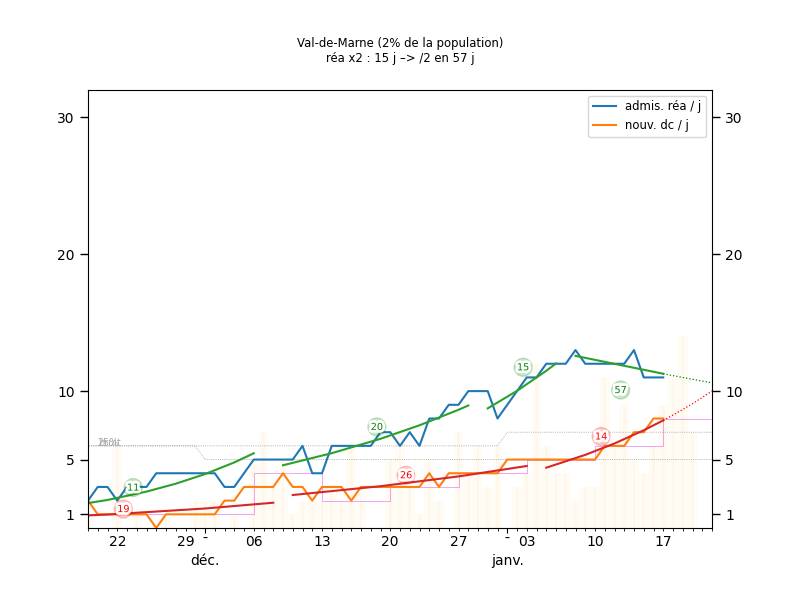 Val-de-Marne (2% de la population)
réa x2 : 15 j –> /2 en 57 j
admis. réa / j
nouv. dc / j
30 30
20 20
10 10
5 5
1 1
15
57
20
14
26
11
19
22 29 06 13 20 27 03 10 17
déc. janv.